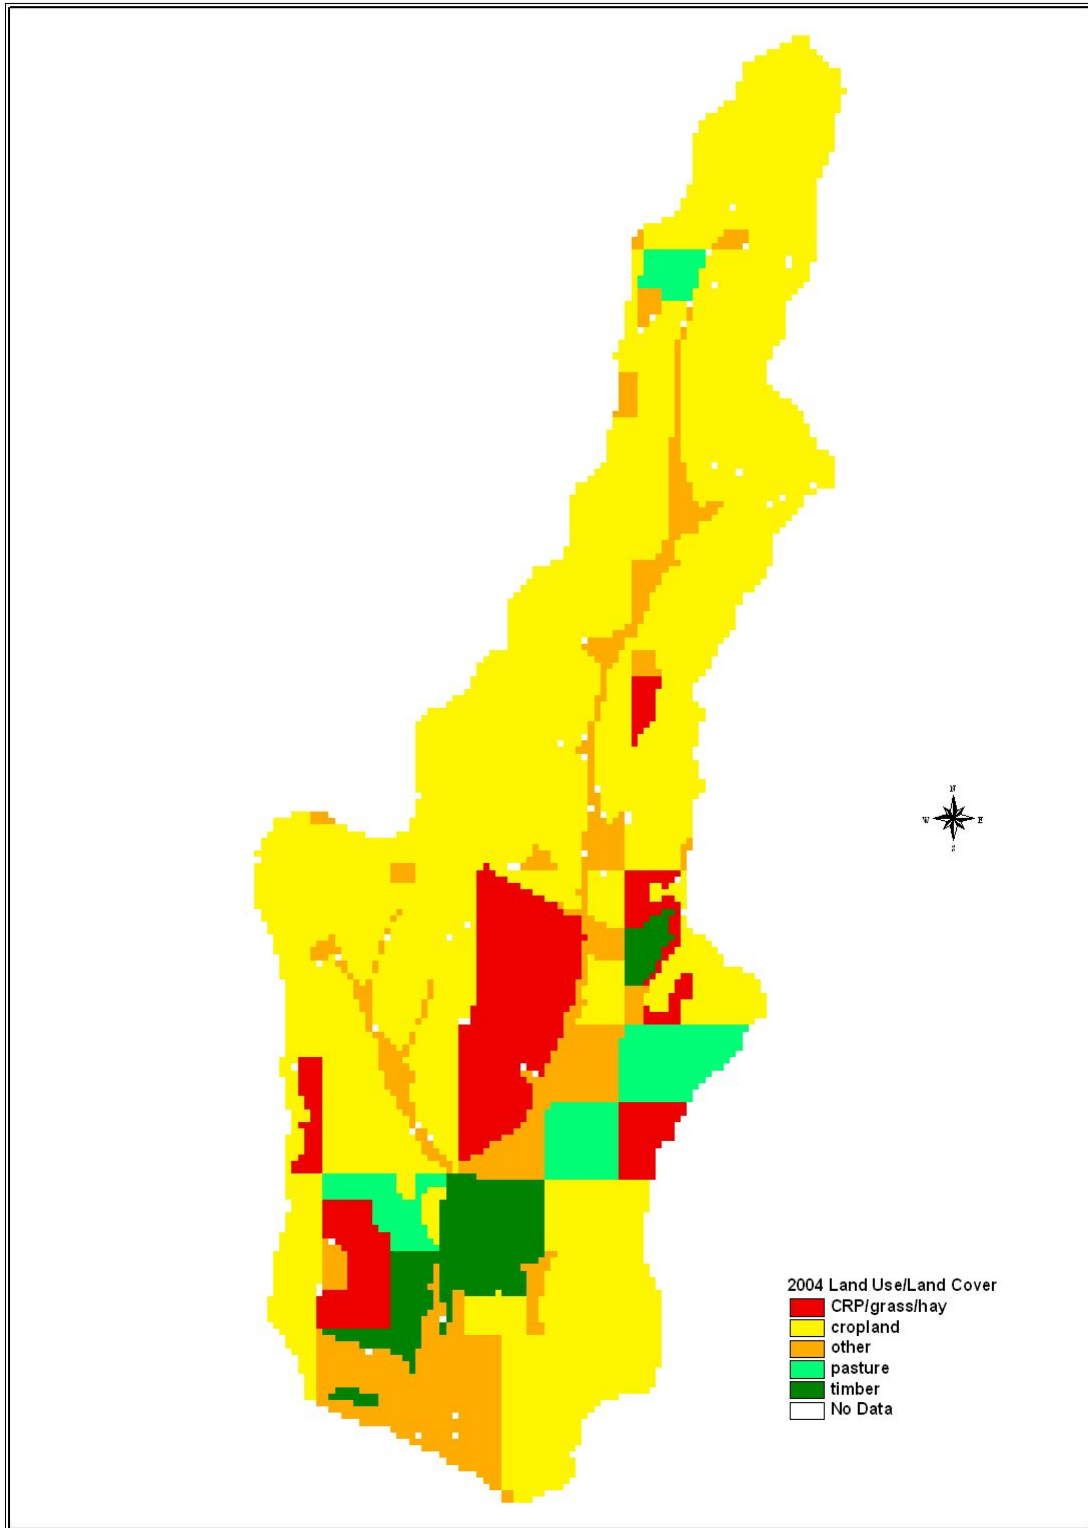 N
W E
S
2004 Land Use/Land Cover
CRP/grass/hay
cropland
other
pasture
timber
No Data